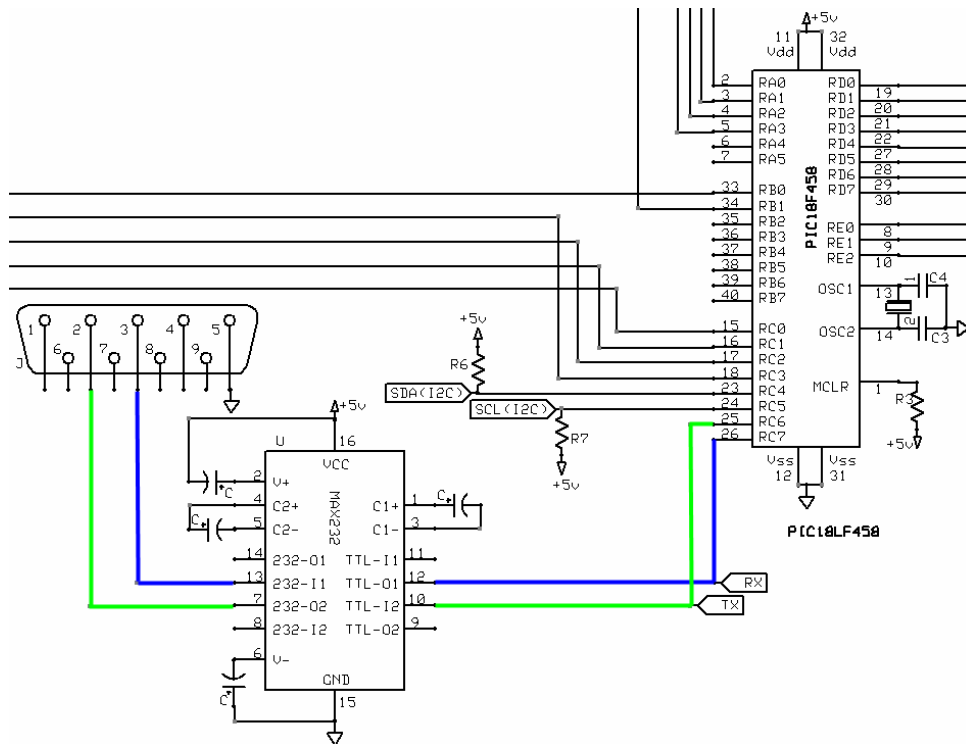 +5v
11 32
Vdd Vdd
2 RA0 RD0 19
3 RA1 RD1 20
4 RA2 RD2 21
5 RA3 RD3 22
6 RA4 RD4 27
7 RA5 RD5 28
RD6 29
33 RB0 RD7 30
34 RB1
35 RB2 RE0 8
36 RB3 RE1 9
37 RB4 RE2 10
38 RB5
39 RB6 OSC1 13
40 RB7
PIC18F458
1 C4
2 C3
15 RC0 OSC2 14
16 RC1
17 RC2
18 RC3 MCLR 1
23 RC4
24 RC5
25 RC6
26 RC7
R3
+5v
Vss Vss
12 31
PIC18LF458
1 2 3 4 5
J 6 7 8 9
+5v
R6
SDA(I2C)
SCL(I2C)
R7
+5v
+5v
U 16
VCC
MAX232
C+ 2 V+
4 C2+ C1+ 1 C+
C+ 5 C2- C1- 3
14 232-O1 TTL-I1 11
13 232-I1 TTL-O1 12
7 232-O2 TTL-I2 10
8 232-I2 TTL-O2 9
6 V-
C+
GND
15
RX
TX